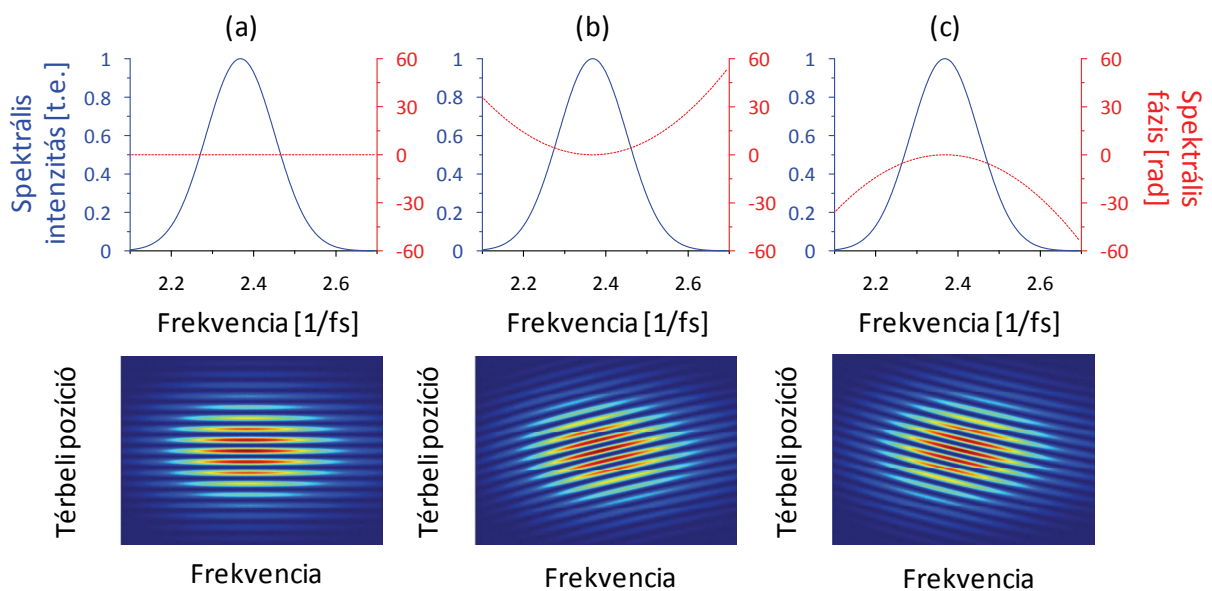 (a)
(b)
(c)
Spektrális
intenzitás [t.e.]
1
0.8
0.6
0.4
0.2
0
60
30
0
-30
-60
2.2
2.4
2.6
Frekvencia [1/fs]
1
0.8
0.6
0.4
0.2
0
60
30
0
-30
-60
2.2
2.4
2.6
Frekvencia [1/fs]
1
0.8
0.6
0.4
0.2
0
60
30
0
-30
-60
2.2
2.4
2.6
Frekvencia [1/fs]
Spektrális
fázis [rad]
Térbeli pozíció
Frekvencia
Térbeli pozíció
Frekvencia
Térbeli pozíció
Frekvencia